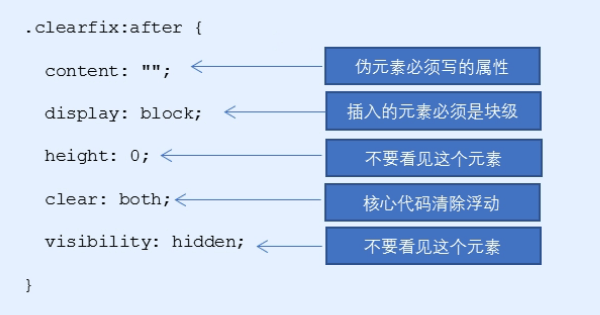 .clearfix:after {
content: ""; 伪元素必须写的属性
display: block; 插入的元素必须是块级
height: 0; 不要看见这个元素
clear: both; 核心代码清除浮动
visibility: hidden; 不要看见这个元素
}